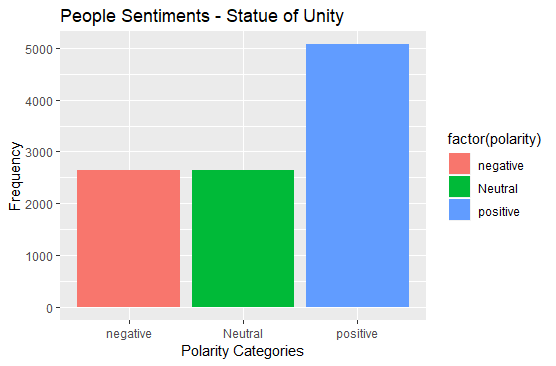 People Sentiments - Statue of Unity
Frequency
5000
4000
3000
2000
1000
0
negative Neutral positive
Polarity Categories
factor(polarity)
negative
Neutral
positive